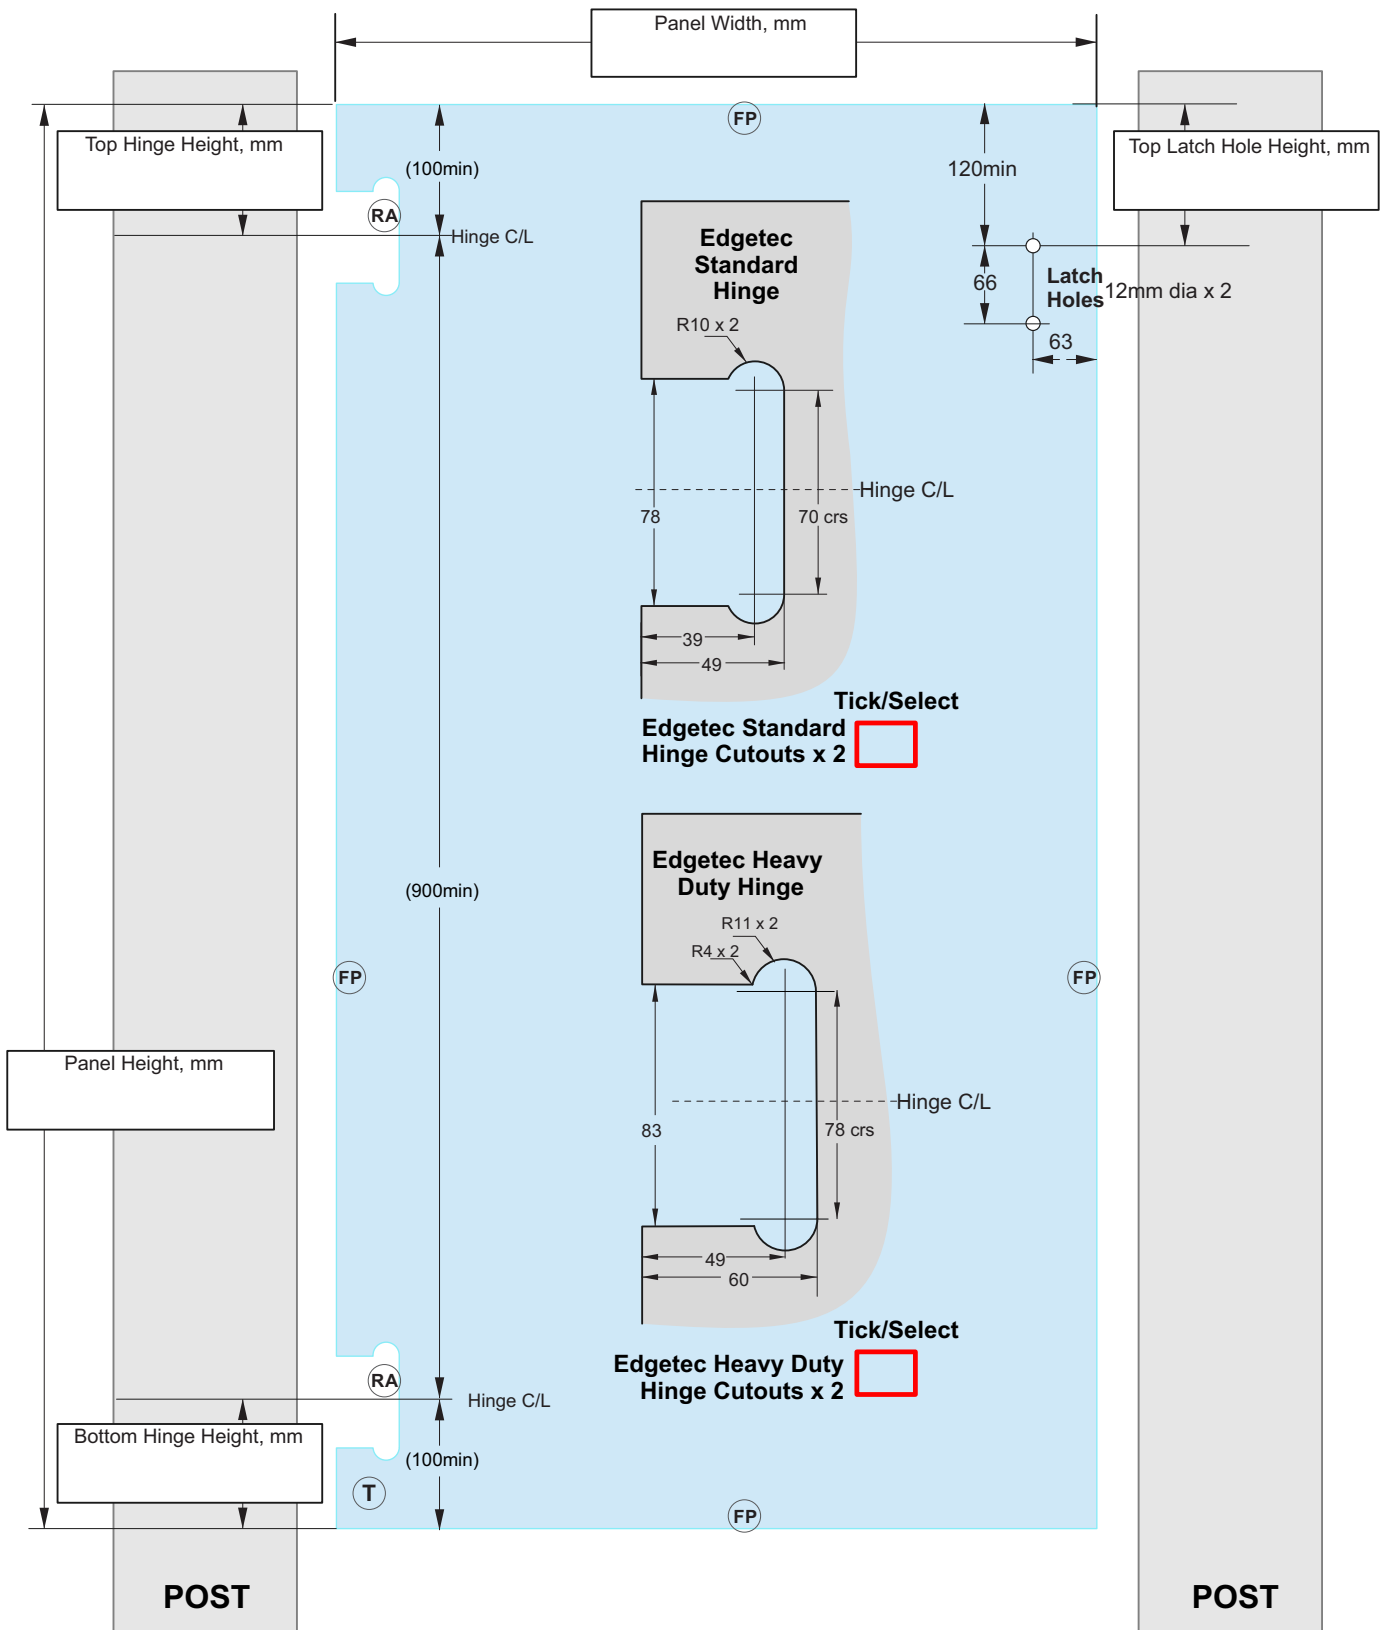 Panel Width, mm
FP
Top Hinge Height, mm
(100min)
RA
Hinge C/L
120min
Top Latch Hole Height, mm
66
Latch
Holes
12mm dia x 2
63
Edgetec
Standard
Hinge
R10 x 2
Hinge C/L
78
70 crs
39
49
Tick/Select
Edgetec Standard
Hinge Cutouts x 2
Edgetec Heavy
Duty Hinge
R11 x 2
R4 x 2
(900min)
FP
FP
Panel Height, mm
Hinge C/L
83
78 crs
49
60
Tick/Select
Edgetec Heavy Duty
Hinge Cutouts x 2
RA
Hinge C/L
Bottom Hinge Height, mm
(100min)
T
FP
POST
POST